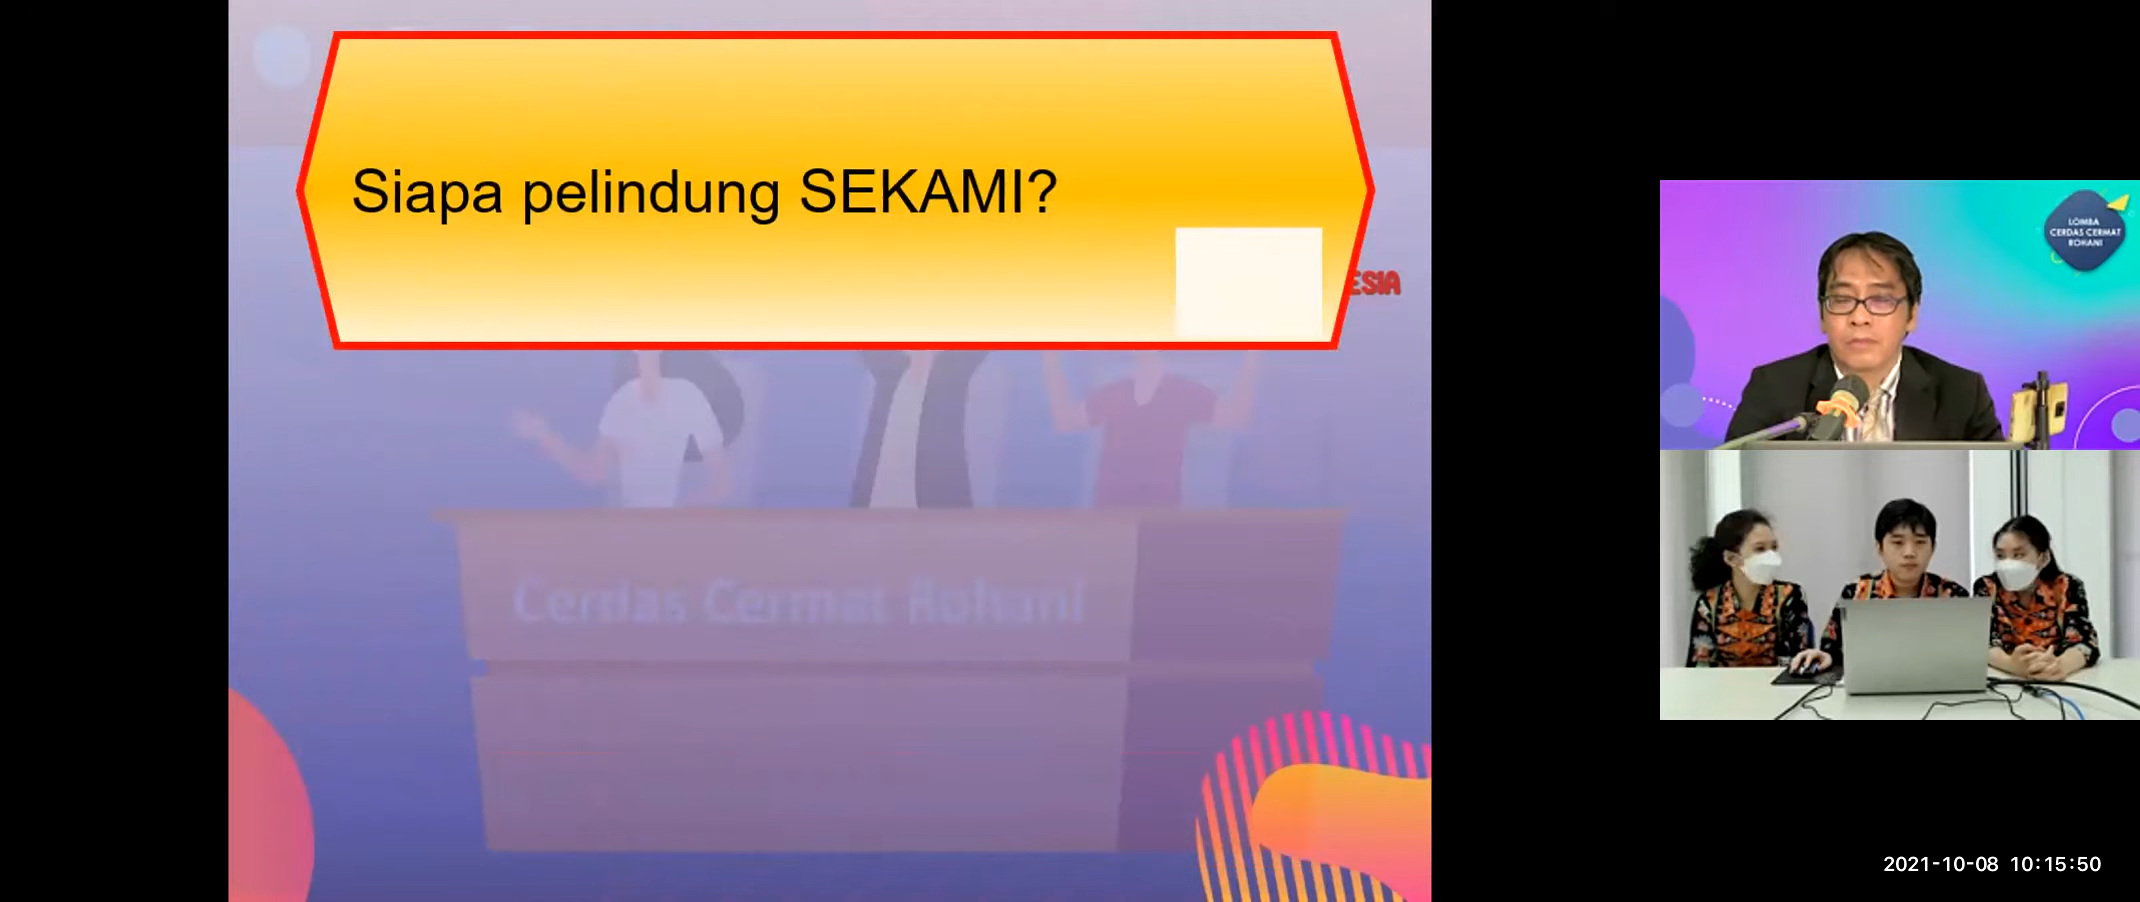 Siapa pelindung SEKAMI?
ESIA
Cerdas Cermat Rohani
LOMBA
CERDAS CERMAT
ROHANI
2021-10-08 10:15:50